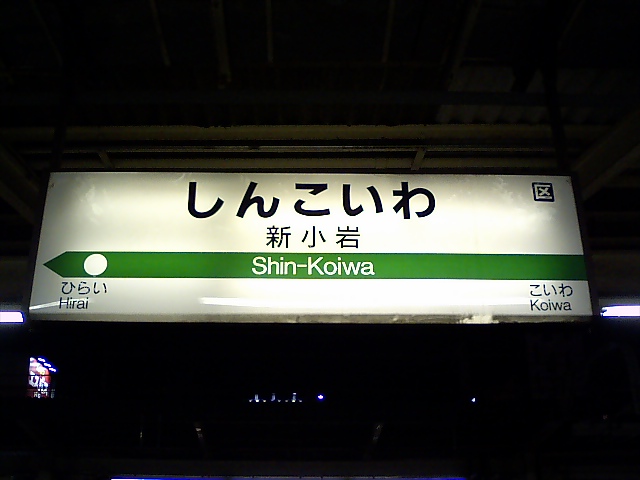 しんこいわ
区
新小岩
Shin-Koiwa
ひらい
Hirai
こいわ
Koiwa